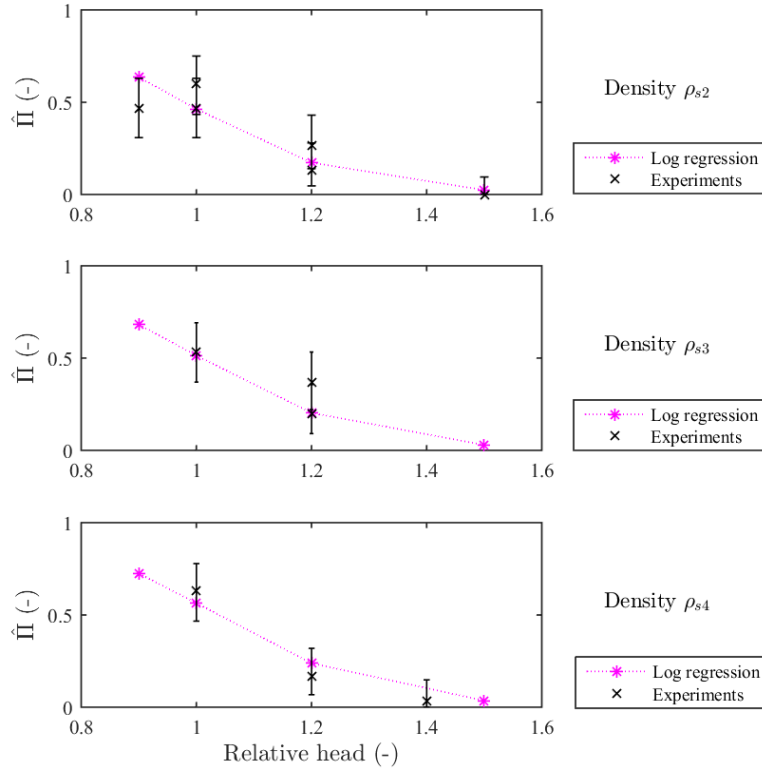 1
0.5
0
Π̂ (-)
0.8
1
1.2
1.4
1.6
Density ρs2
Log regression
Experiments
1
0.5
0
Π̂ (-)
0.8
1
1.2
1.4
1.6
Density ρs3
Log regression
Experiments
1
0.5
0
Π̂ (-)
0.8
1
1.2
1.4
1.6
Relative head (-)
Density ρs4
Log regression
Experiments